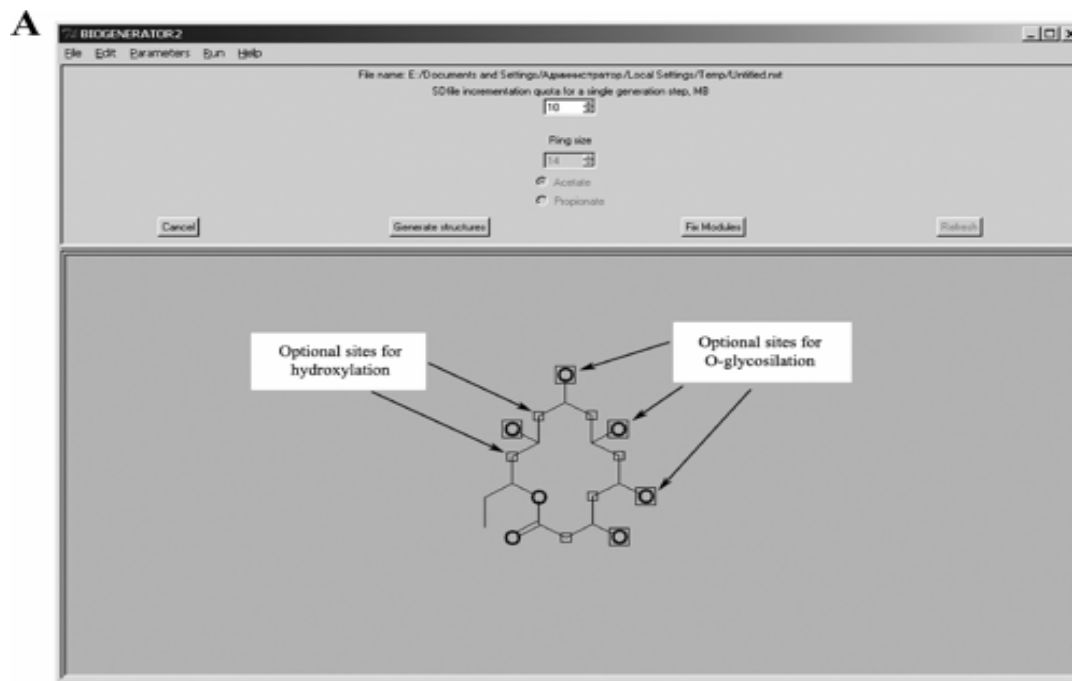 A
BIOGENERATOR2
File Edit Parameters Run Help
File name: E:/Documents and Settings/Администратор/Local Settings/Temp/Untitled.nxt
SDfile incrementation quota for a single generation step, MB
10
Ring size
14
Acetate
Propionate
Cancel Generate structures Fix Modules Refresh
Optional sites for
hydroxylation
Optional sites for
O-glycosilation